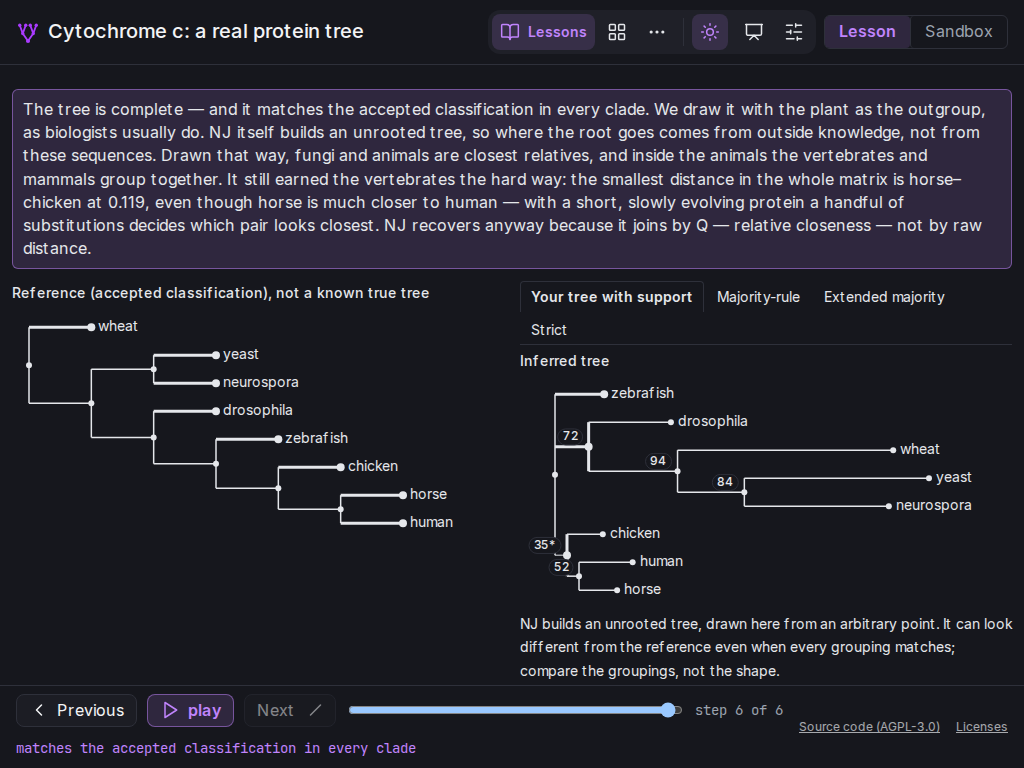 Cytochrome c: a real protein tree
Lessons
Lesson
Sandbox
The tree is complete — and it matches the accepted classification in every clade. We draw it with the plant as the outgroup,
as biologists usually do. NJ itself builds an unrooted tree, so where the root goes comes from outside knowledge, not from
these sequences. Drawn that way, fungi and animals are closest relatives, and inside the animals the vertebrates and
mammals group together. It still earned the vertebrates the hard way: the smallest distance in the whole matrix is horse–
chicken at 0.119, even though horse is much closer to human — with a short, slowly evolving protein a handful of
substitutions decides which pair looks closest. NJ recovers anyway because it joins by Q — relative closeness — not by raw
distance.
Reference (accepted classification), not a known true tree
wheat
yeast
neurospora
drosophila
zebrafish
chicken
horse
human
Your tree with support
Majority-rule
Extended majority
Strict
Inferred tree
zebrafish
drosophila
72
wheat
94
yeast
84
neurospora
chicken
35*
human
52
horse
NJ builds an unrooted tree, drawn here from an arbitrary point. It can look
different from the reference even when every grouping matches;
compare the groupings, not the shape.
Previous
play
Next
step 6 of 6
Source code (AGPL-3.0)
Licenses
matches the accepted classification in every clade